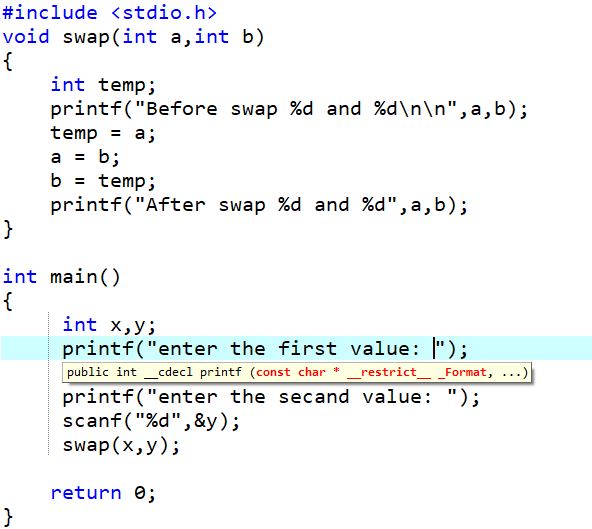 #include <stdio.h>
void swap(int a,int b)
{
    int temp;
    printf("Before swap %d and %d\n\n",a,b);
    temp = a;
    a = b;
    b = temp;
    printf("After swap %d and %d",a,b);
}

int main()
{
     int x,y;
     printf("enter the first value: ");
     public int __cdecl printf (const char * __restrict__ _Format, ...)
     printf("enter the secand value: ");
     scanf("%d",&y);
     swap(x,y);

    return 0;
}